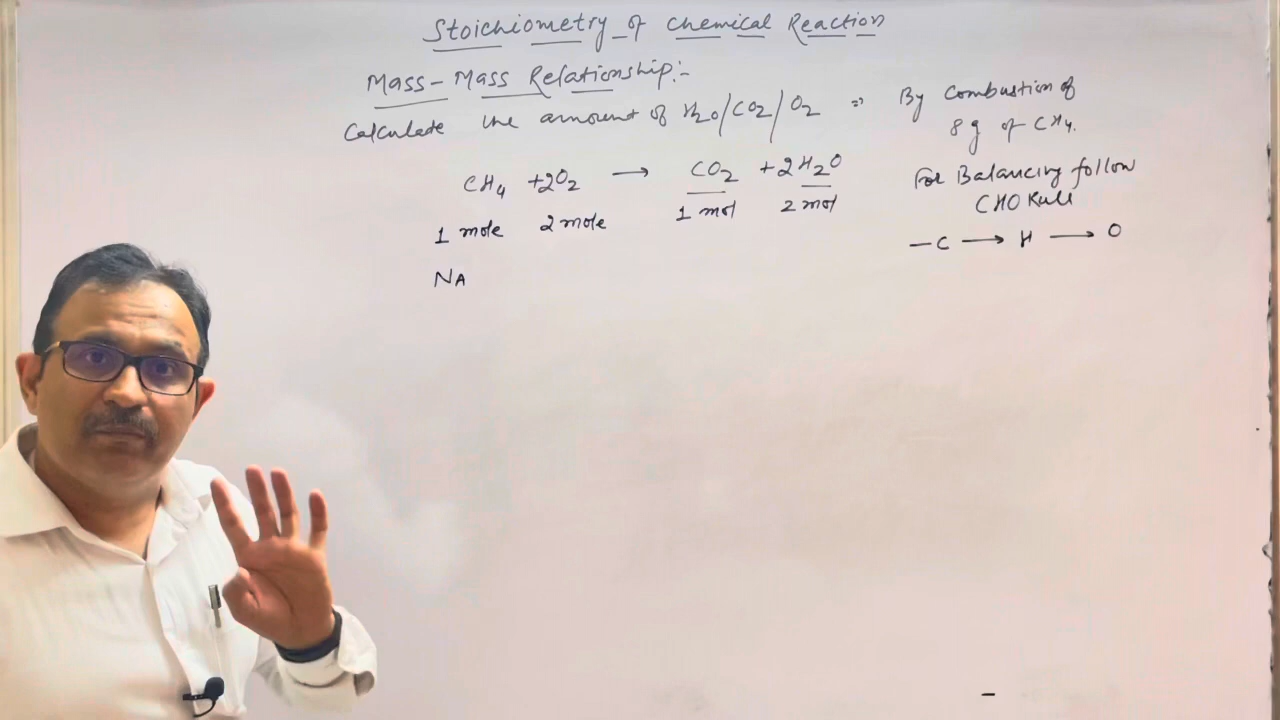 Stoichiometry of Chemical Reaction
Mass-Mass Relationship:-
Calculate the amount of H2O/CO2/O2 => By Combustion of
8 g of CH4.
CH4 +2O2 → CO2 +2H2O
1 mole 2 mole 1 mol 2 mol
NA
For Balancing follow
CHO Rule
—C → H → O